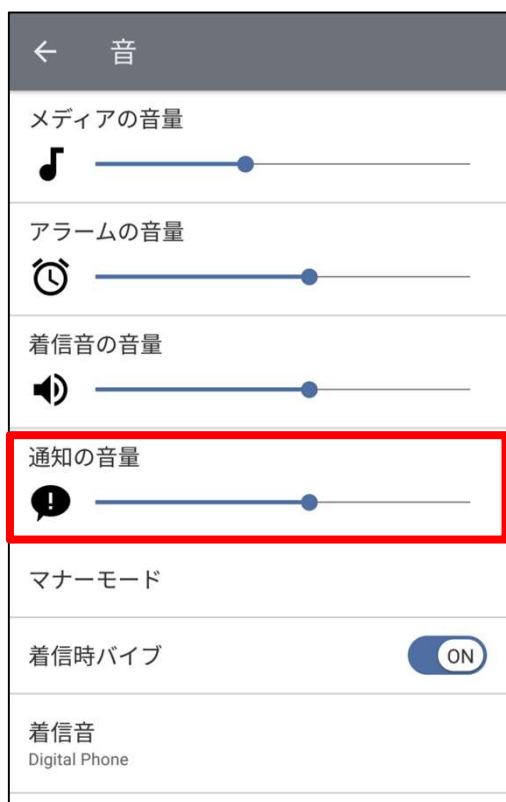 音
メディアの音量
アラームの音量
着信音の音量
通知の音量
マナーモード
着信時バイブ
ON
着信音
Digital Phone